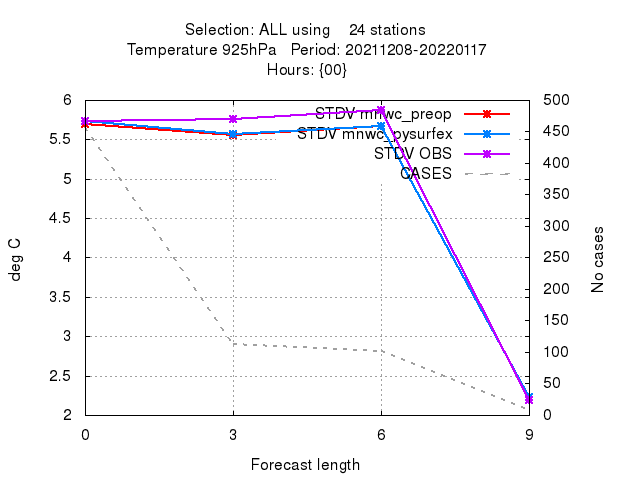 Selection: ALL using 24 stations
Temperature 925hPa Period: 20211208-20220117
Hours: {00}
STDV mnwc_preop
STDV mnwc_pysurfex
STDV OBS
CASES
6
5.5
5
4.5
4
3.5
3
2.5
2
deg C
500
450
400
350
300
250
200
150
100
50
0
No cases
0 3 6 9
Forecast length